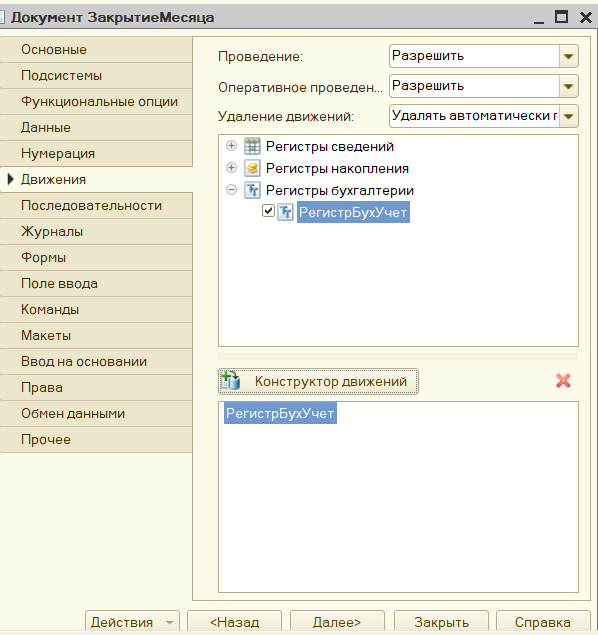 Документ ЗакрытиеМесяца
Основные
Подсистемы
Функциональные опции
Данные
Нумерация
Движения
Последовательности
Журналы
Формы
Поле ввода
Команды
Макеты
Ввод на основании
Права
Обмен данными
Прочее
Проведение: Разрешить
Оперативное проведен... Разрешить
Удаление движений: Удалять автоматически г
Регистры сведений
Регистры накопления
Регистры бухгалтерии
РегистрБухУчет
Конструктор движений
РегистрБухУчет
Действия <Назад Далее> Закрыть Справка